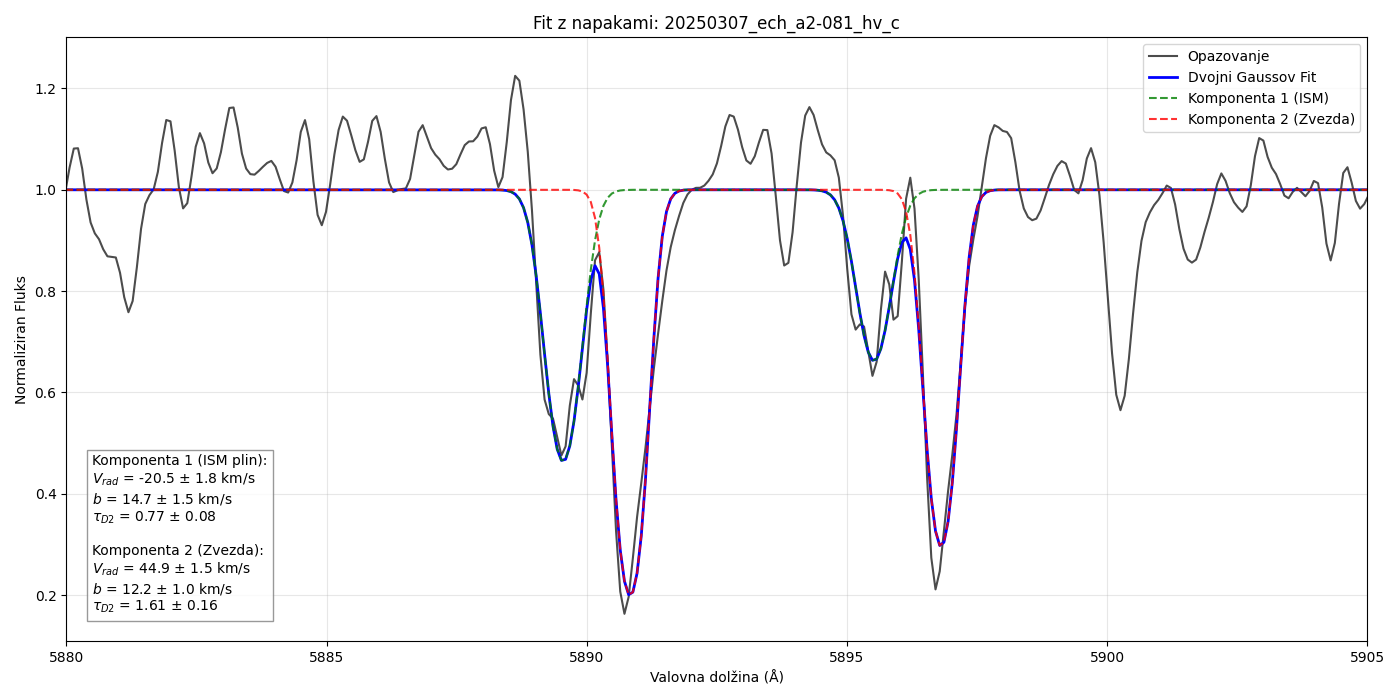 Fit z napakami: 20250307_ech_a2-081_hv_c
Opazovanje
Dvojni Gaussov Fit
Komponenta 1 (ISM)
Komponenta 2 (Zvezda)
Normaliziran Fluks
1.2
1.0
0.8
0.6
0.4
0.2
Komponenta 1 (ISM plin):
V_rad = -20.5 ± 1.8 km/s
b = 14.7 ± 1.5 km/s
τ_D2 = 0.77 ± 0.08
Komponenta 2 (Zvezda):
V_rad = 44.9 ± 1.5 km/s
b = 12.2 ± 1.0 km/s
τ_D2 = 1.61 ± 0.16
5880 5885 5890 5895 5900 5905
Valovna dolžina (Å)